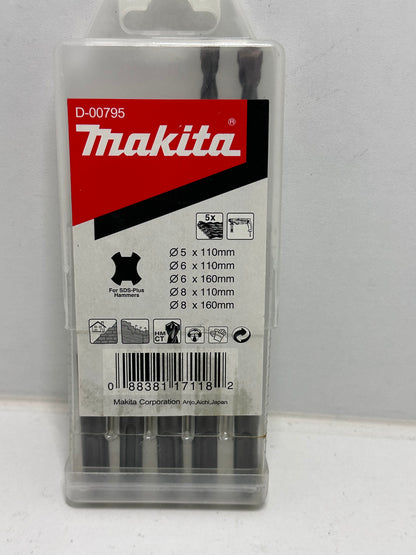 D-00795
makita®
5x
Ø 5 x 110mm
Ø 6 x 110mm
Ø 6 x 160mm
Ø 8 x 110mm
Ø 8 x 160mm
For SDS-Plus
Hammers
HM
CT
0 88381 17118 2
Makita Corporation Anjo,Aichi,Japan